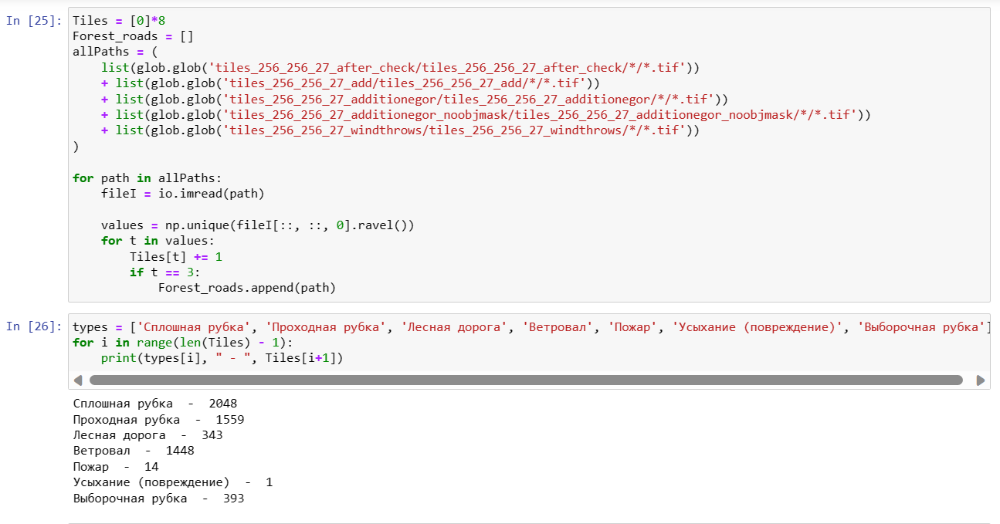 In [25]:
Tiles = [0]*8
Forest_roads = []
allPaths = (
    list(glob.glob('tiles_256_256_27_after_check/tiles_256_256_27_after_check/*/*.tif'))
    + list(glob.glob('tiles_256_256_27_add/tiles_256_256_27_add/*/*.tif'))
    + list(glob.glob('tiles_256_256_27_additionegor/tiles_256_256_27_additionegor/*/*.tif'))
    + list(glob.glob('tiles_256_256_27_additionegor_noobjmask/tiles_256_256_27_additionegor_noobjmask/*/*.tif'))
    + list(glob.glob('tiles_256_256_27_windthrows/tiles_256_256_27_windthrows/*/*.tif'))
)
for path in allPaths:
    fileI = io.imread(path)
    values = np.unique(fileI[::, ::, 0].ravel())
    for t in values:
        Tiles[t] += 1
        if t == 3:
            Forest_roads.append(path)
In [26]:
types = ['Сплошная рубка', 'Проходная рубка', 'Лесная дорога', 'Ветровал', 'Пожар', 'Усыхание (повреждение)', 'Выборочная рубка']
for i in range(len(Tiles) - 1):
    print(types[i], " - ", Tiles[i+1])
Сплошная рубка  -  2048
Проходная рубка  -  1559
Лесная дорога  -  343
Ветровал  -  1448
Пожар  -  14
Усыхание (повреждение)  -  1
Выборочная рубка  -  393